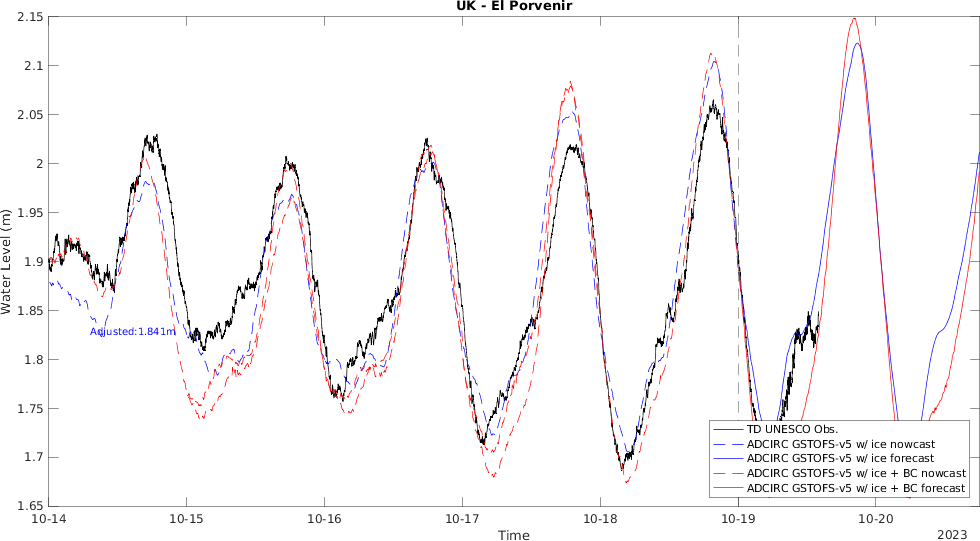 UK - El Porvenir
2.15
2.1
2.05
2
1.95
1.9
1.85
1.8
1.75
1.7
1.65
Water Level (m)
Adjusted:1.841m
TD UNESCO Obs.
ADCIRC GSTOFS-v5 w/ ice nowcast
ADCIRC GSTOFS-v5 w/ ice forecast
ADCIRC GSTOFS-v5 w/ ice + BC nowcast
ADCIRC GSTOFS-v5 w/ ice + BC forecast
10-14 10-15 10-16 10-17 10-18 10-19 10-20
Time
2023